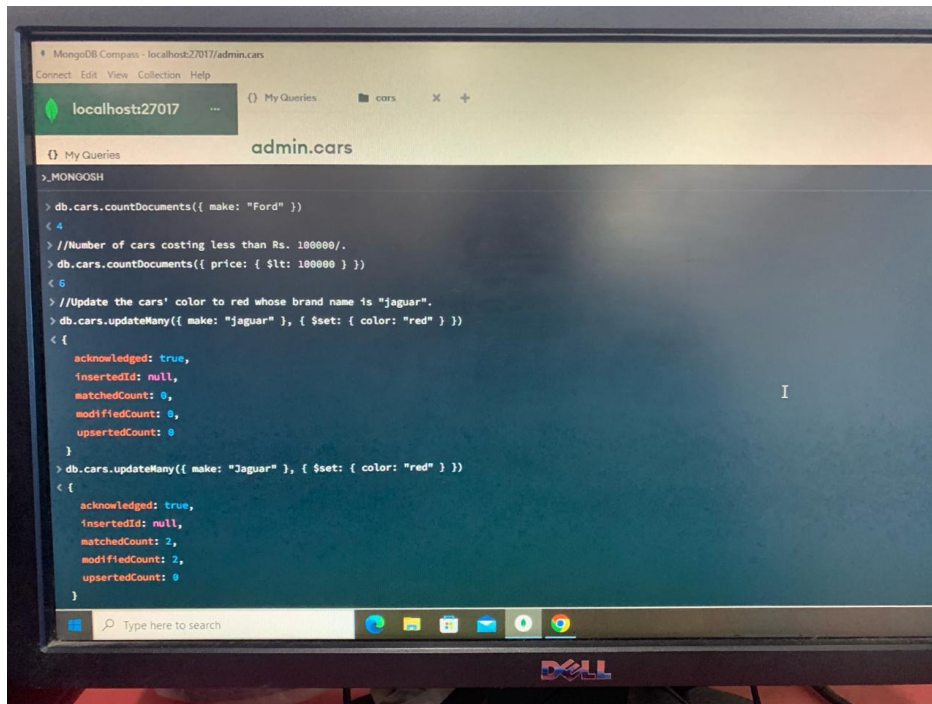 MongoDB Compass - localhost:27017/admin.cars
Connect Edit View Collection Help
localhost:27017 ...
{} My Queries
cars
{} My Queries
admin.cars
>_MONGOSH
> db.cars.countDocuments({ make: "Ford" })
< 4
> //Number of cars costing less than Rs. 100000/.
> db.cars.countDocuments({ price: { $lt: 100000 } })
< 6
> //Update the cars' color to red whose brand name is "jaguar".
> db.cars.updateMany({ make: "jaguar" }, { $set: { color: "red" } })
< {
acknowledged: true,
insertedId: null,
matchedCount: 0,
modifiedCount: 0,
upsertedCount: 0
}
> db.cars.updateMany({ make: "Jaguar" }, { $set: { color: "red" } })
< {
acknowledged: true,
insertedId: null,
matchedCount: 2,
modifiedCount: 2,
upsertedCount: 0
}
Type here to search
DELL